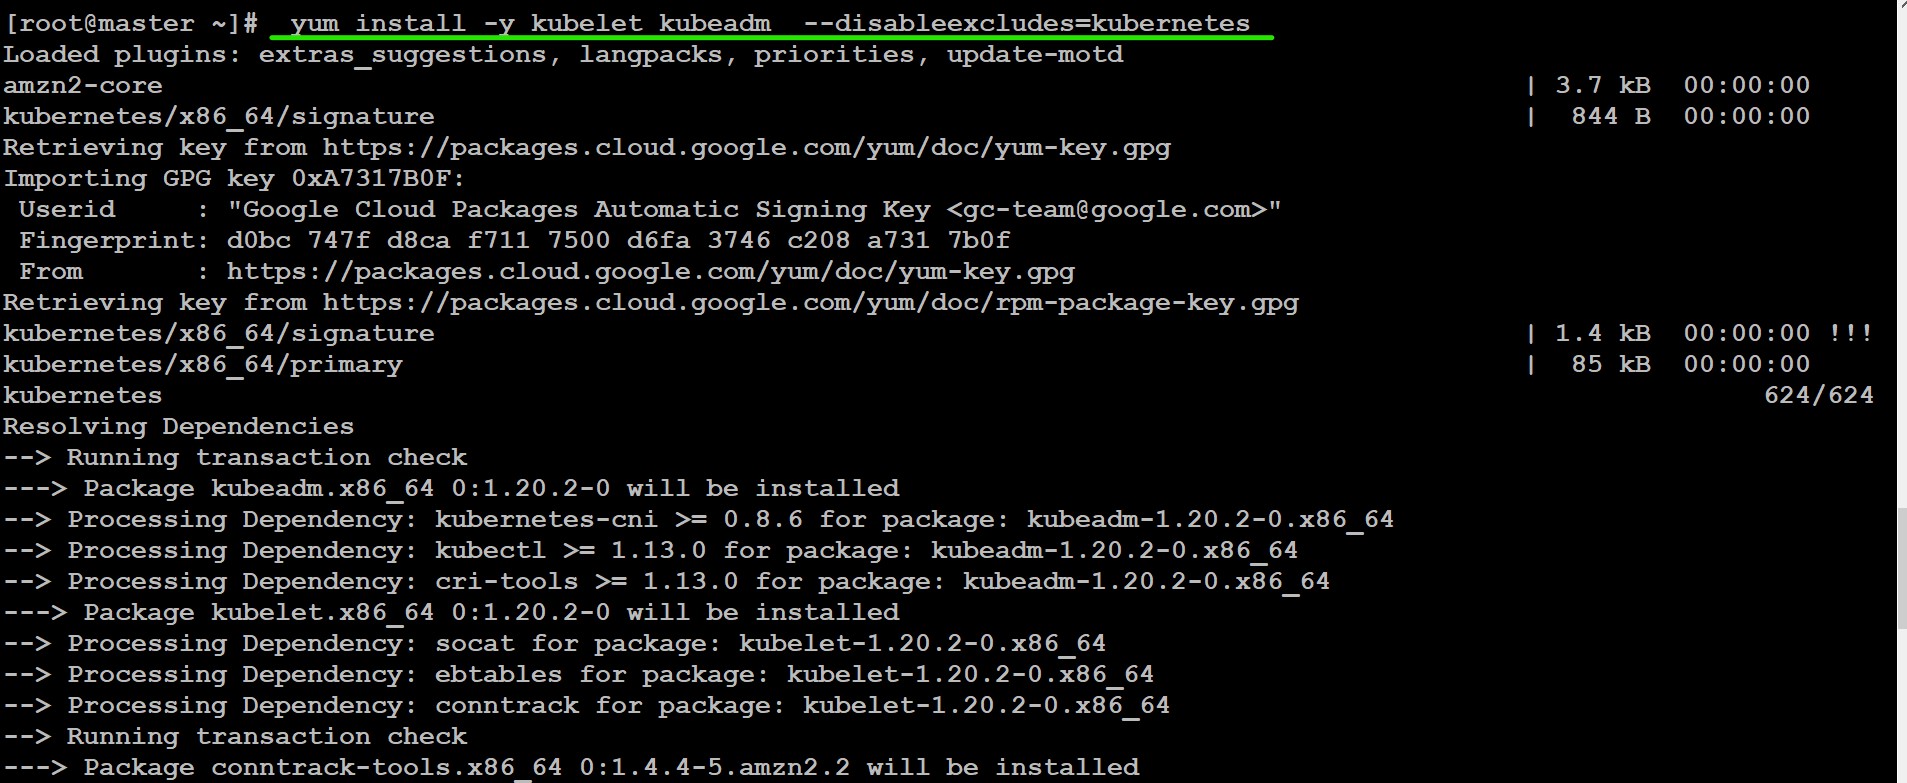 [root@master ~]#  yum install -y kubelet kubeadm  --disableexcludes=kubernetes
Loaded plugins: extras_suggestions, langpacks, priorities, update-motd
amzn2-core | 3.7 kB  00:00:00
kubernetes/x86_64/signature |  844 B  00:00:00
Retrieving key from https://packages.cloud.google.com/yum/doc/yum-key.gpg
Importing GPG key 0xA7317B0F:
 Userid     : "Google Cloud Packages Automatic Signing Key <gc-team@google.com>"
 Fingerprint: d0bc 747f d8ca f711 7500 d6fa 3746 c208 a731 7b0f
 From       : https://packages.cloud.google.com/yum/doc/yum-key.gpg
Retrieving key from https://packages.cloud.google.com/yum/doc/rpm-package-key.gpg
kubernetes/x86_64/signature | 1.4 kB  00:00:00 !!!
kubernetes/x86_64/primary |  85 kB  00:00:00
kubernetes 624/624
Resolving Dependencies
--> Running transaction check
---> Package kubeadm.x86_64 0:1.20.2-0 will be installed
--> Processing Dependency: kubernetes-cni >= 0.8.6 for package: kubeadm-1.20.2-0.x86_64
--> Processing Dependency: kubectl >= 1.13.0 for package: kubeadm-1.20.2-0.x86_64
--> Processing Dependency: cri-tools >= 1.13.0 for package: kubeadm-1.20.2-0.x86_64
---> Package kubelet.x86_64 0:1.20.2-0 will be installed
--> Processing Dependency: socat for package: kubelet-1.20.2-0.x86_64
--> Processing Dependency: ebtables for package: kubelet-1.20.2-0.x86_64
--> Processing Dependency: conntrack for package: kubelet-1.20.2-0.x86_64
--> Running transaction check
---> Package conntrack-tools.x86_64 0:1.4.4-5.amzn2.2 will be installed